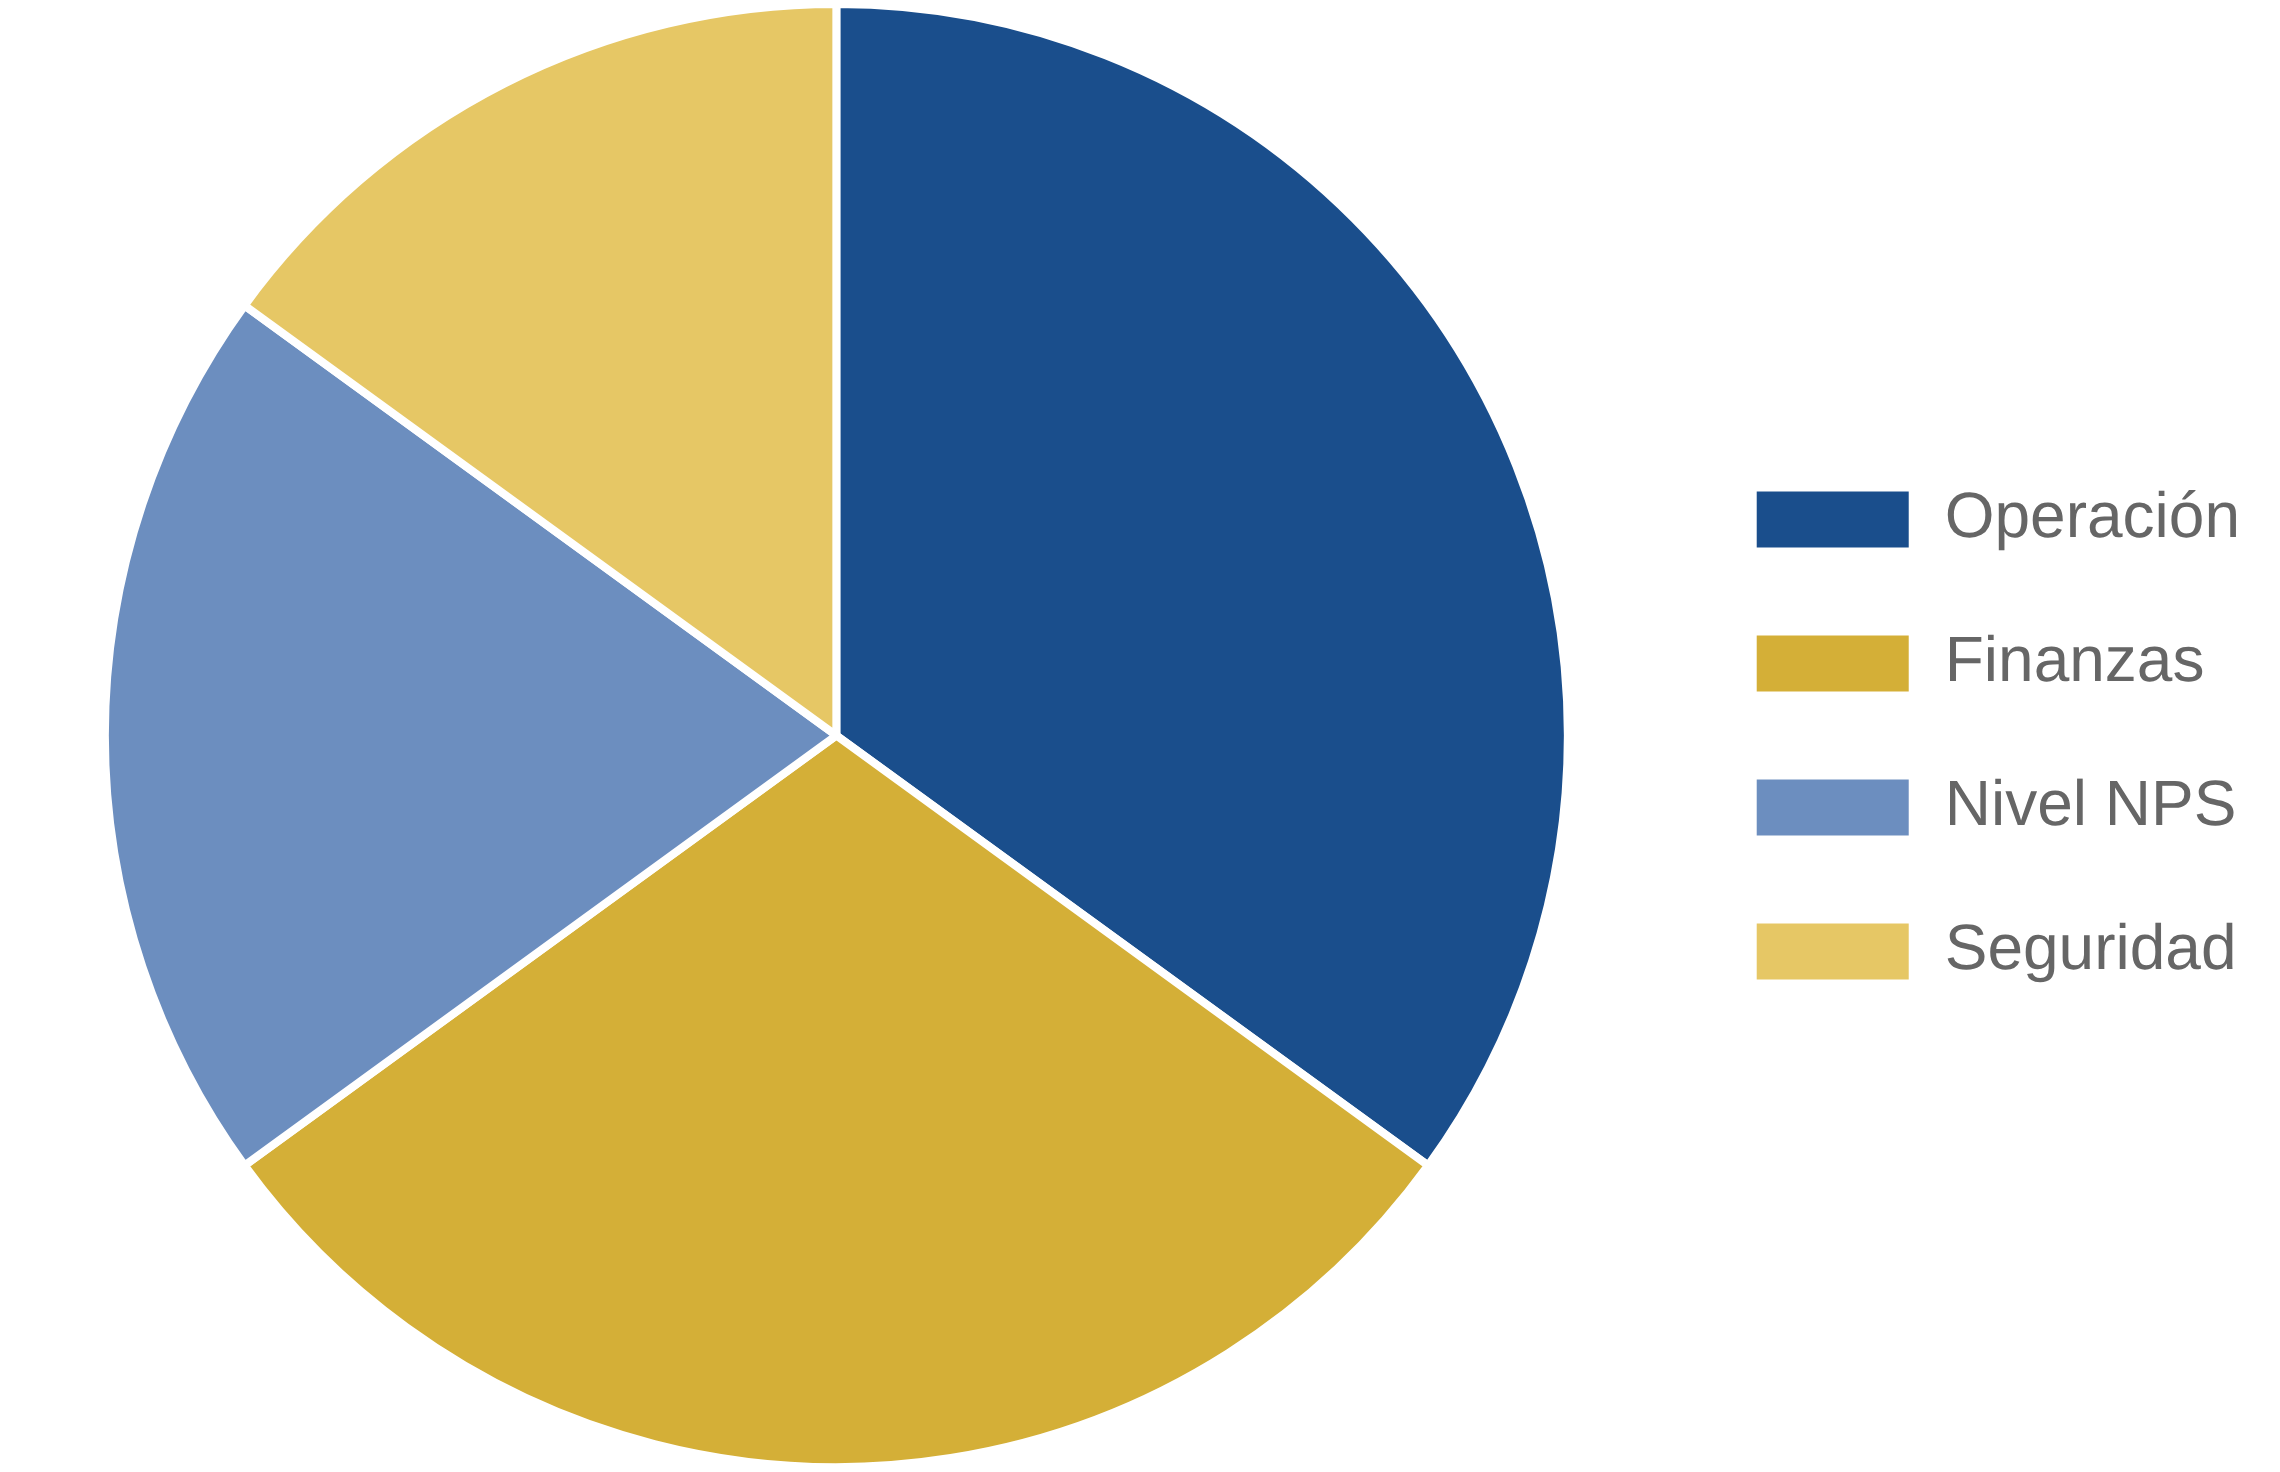 Operación
Finanzas
Nivel NPS
Seguridad